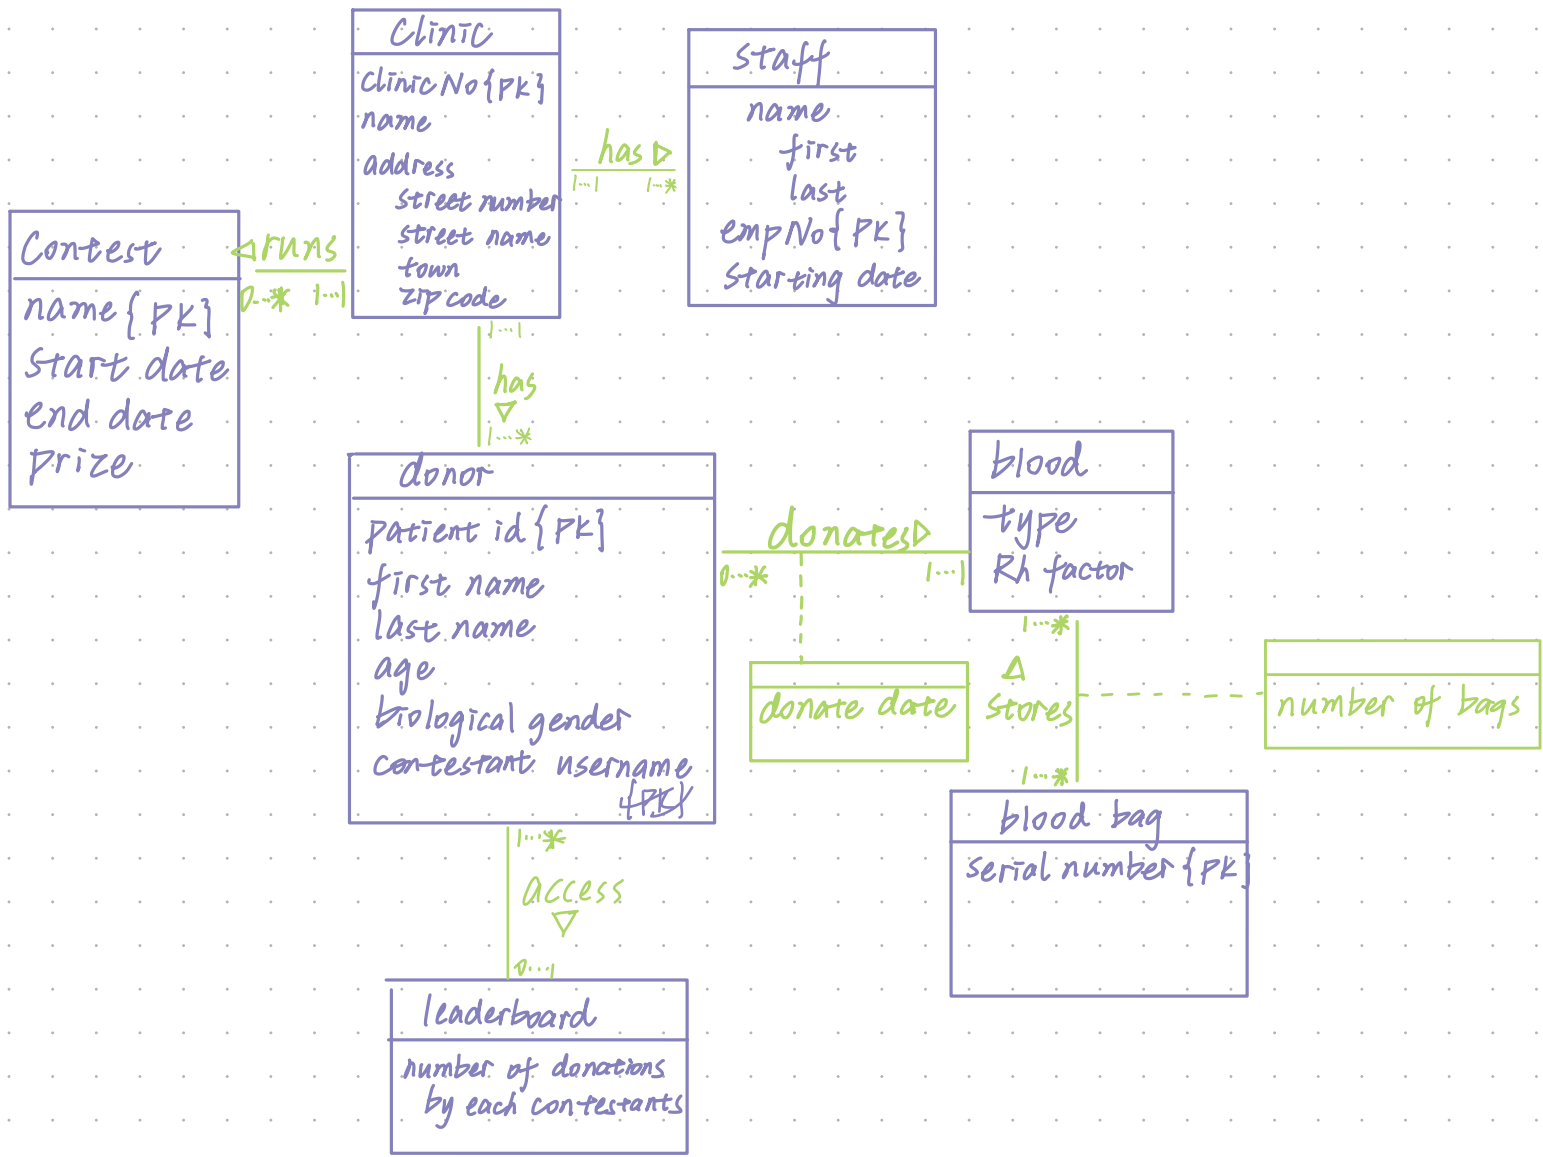 Clinic
clinicNo {PK}
name
address
street number
street name
town
zipcode
staff
name
first
last
empNo {PK}
starting date
has
1...1
1...*
Contest
name {PK}
start date
end date
prize
runs
0...*
1...1
1...1
has
1...*
donor
patient id {PK}
first name
last name
age
biological gender
contestant username
{PK}
donates
0...*
1...1
blood
type
Rh factor
donate date
1...*
stores
1...*
number of bags
blood bag
serial number {PK}
1...*
access
0...1
leaderboard
number of donations
by each contestants